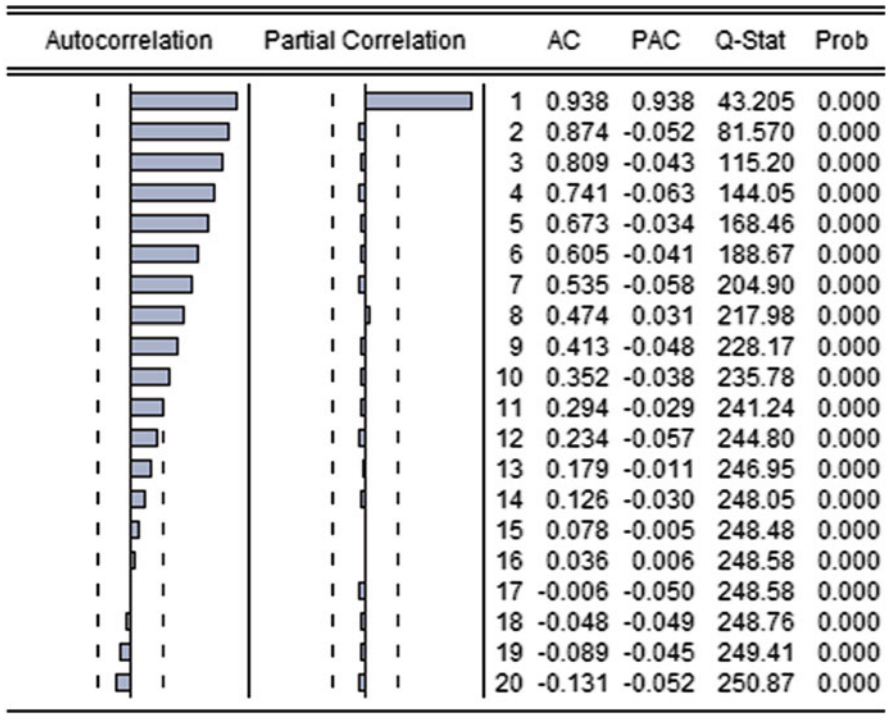 Autocorrelation Partial Correlation AC PAC Q-Stat Prob
1 0.938 0.938 43.205 0.000
2 0.874 -0.052 81.570 0.000
3 0.809 -0.043 115.20 0.000
4 0.741 -0.063 144.05 0.000
5 0.673 -0.034 168.46 0.000
6 0.605 -0.041 188.67 0.000
7 0.535 -0.058 204.90 0.000
8 0.474 0.031 217.98 0.000
9 0.413 -0.048 228.17 0.000
10 0.352 -0.038 235.78 0.000
11 0.294 -0.029 241.24 0.000
12 0.234 -0.057 244.80 0.000
13 0.179 -0.011 246.95 0.000
14 0.126 -0.030 248.05 0.000
15 0.078 -0.005 248.48 0.000
16 0.036 0.006 248.58 0.000
17 -0.006 -0.050 248.58 0.000
18 -0.048 -0.049 248.76 0.000
19 -0.089 -0.045 249.41 0.000
20 -0.131 -0.052 250.87 0.000